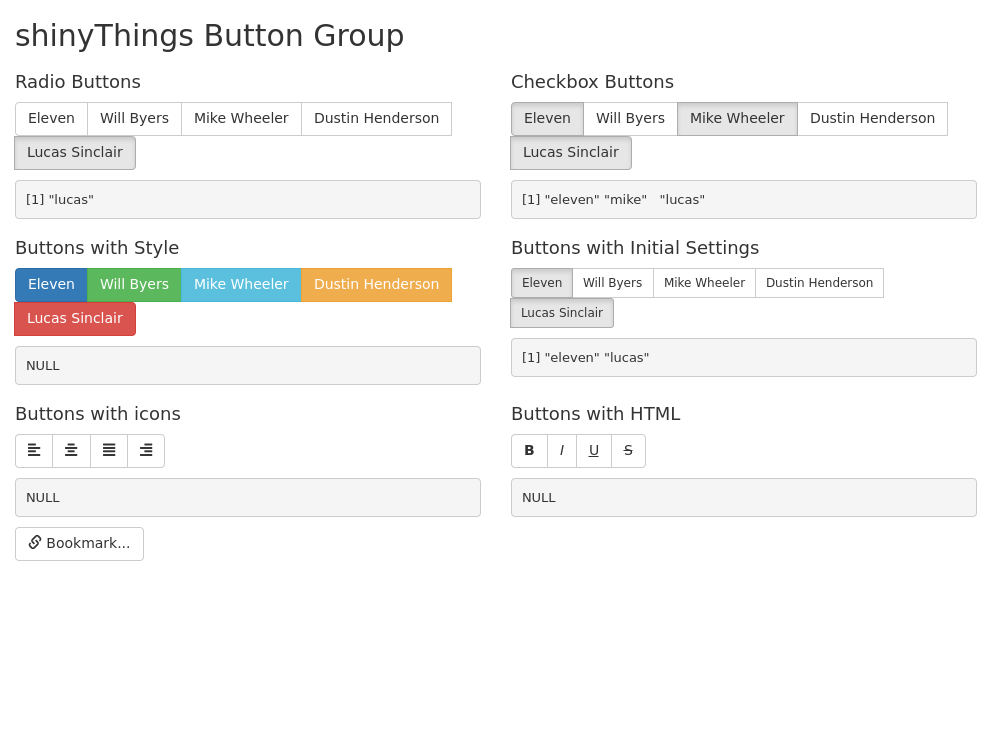 shinyThings Button Group
Radio Buttons
Eleven Will Byers Mike Wheeler Dustin Henderson
Lucas Sinclair
[1] "lucas"
Checkbox Buttons
Eleven Will Byers Mike Wheeler Dustin Henderson
Lucas Sinclair
[1] "eleven" "mike"   "lucas"
Buttons with Style
Eleven Will Byers Mike Wheeler Dustin Henderson
Lucas Sinclair
NULL
Buttons with Initial Settings
Eleven Will Byers Mike Wheeler Dustin Henderson
Lucas Sinclair
[1] "eleven" "lucas"
Buttons with icons
NULL
Buttons with HTML
B I U S
NULL
Bookmark...